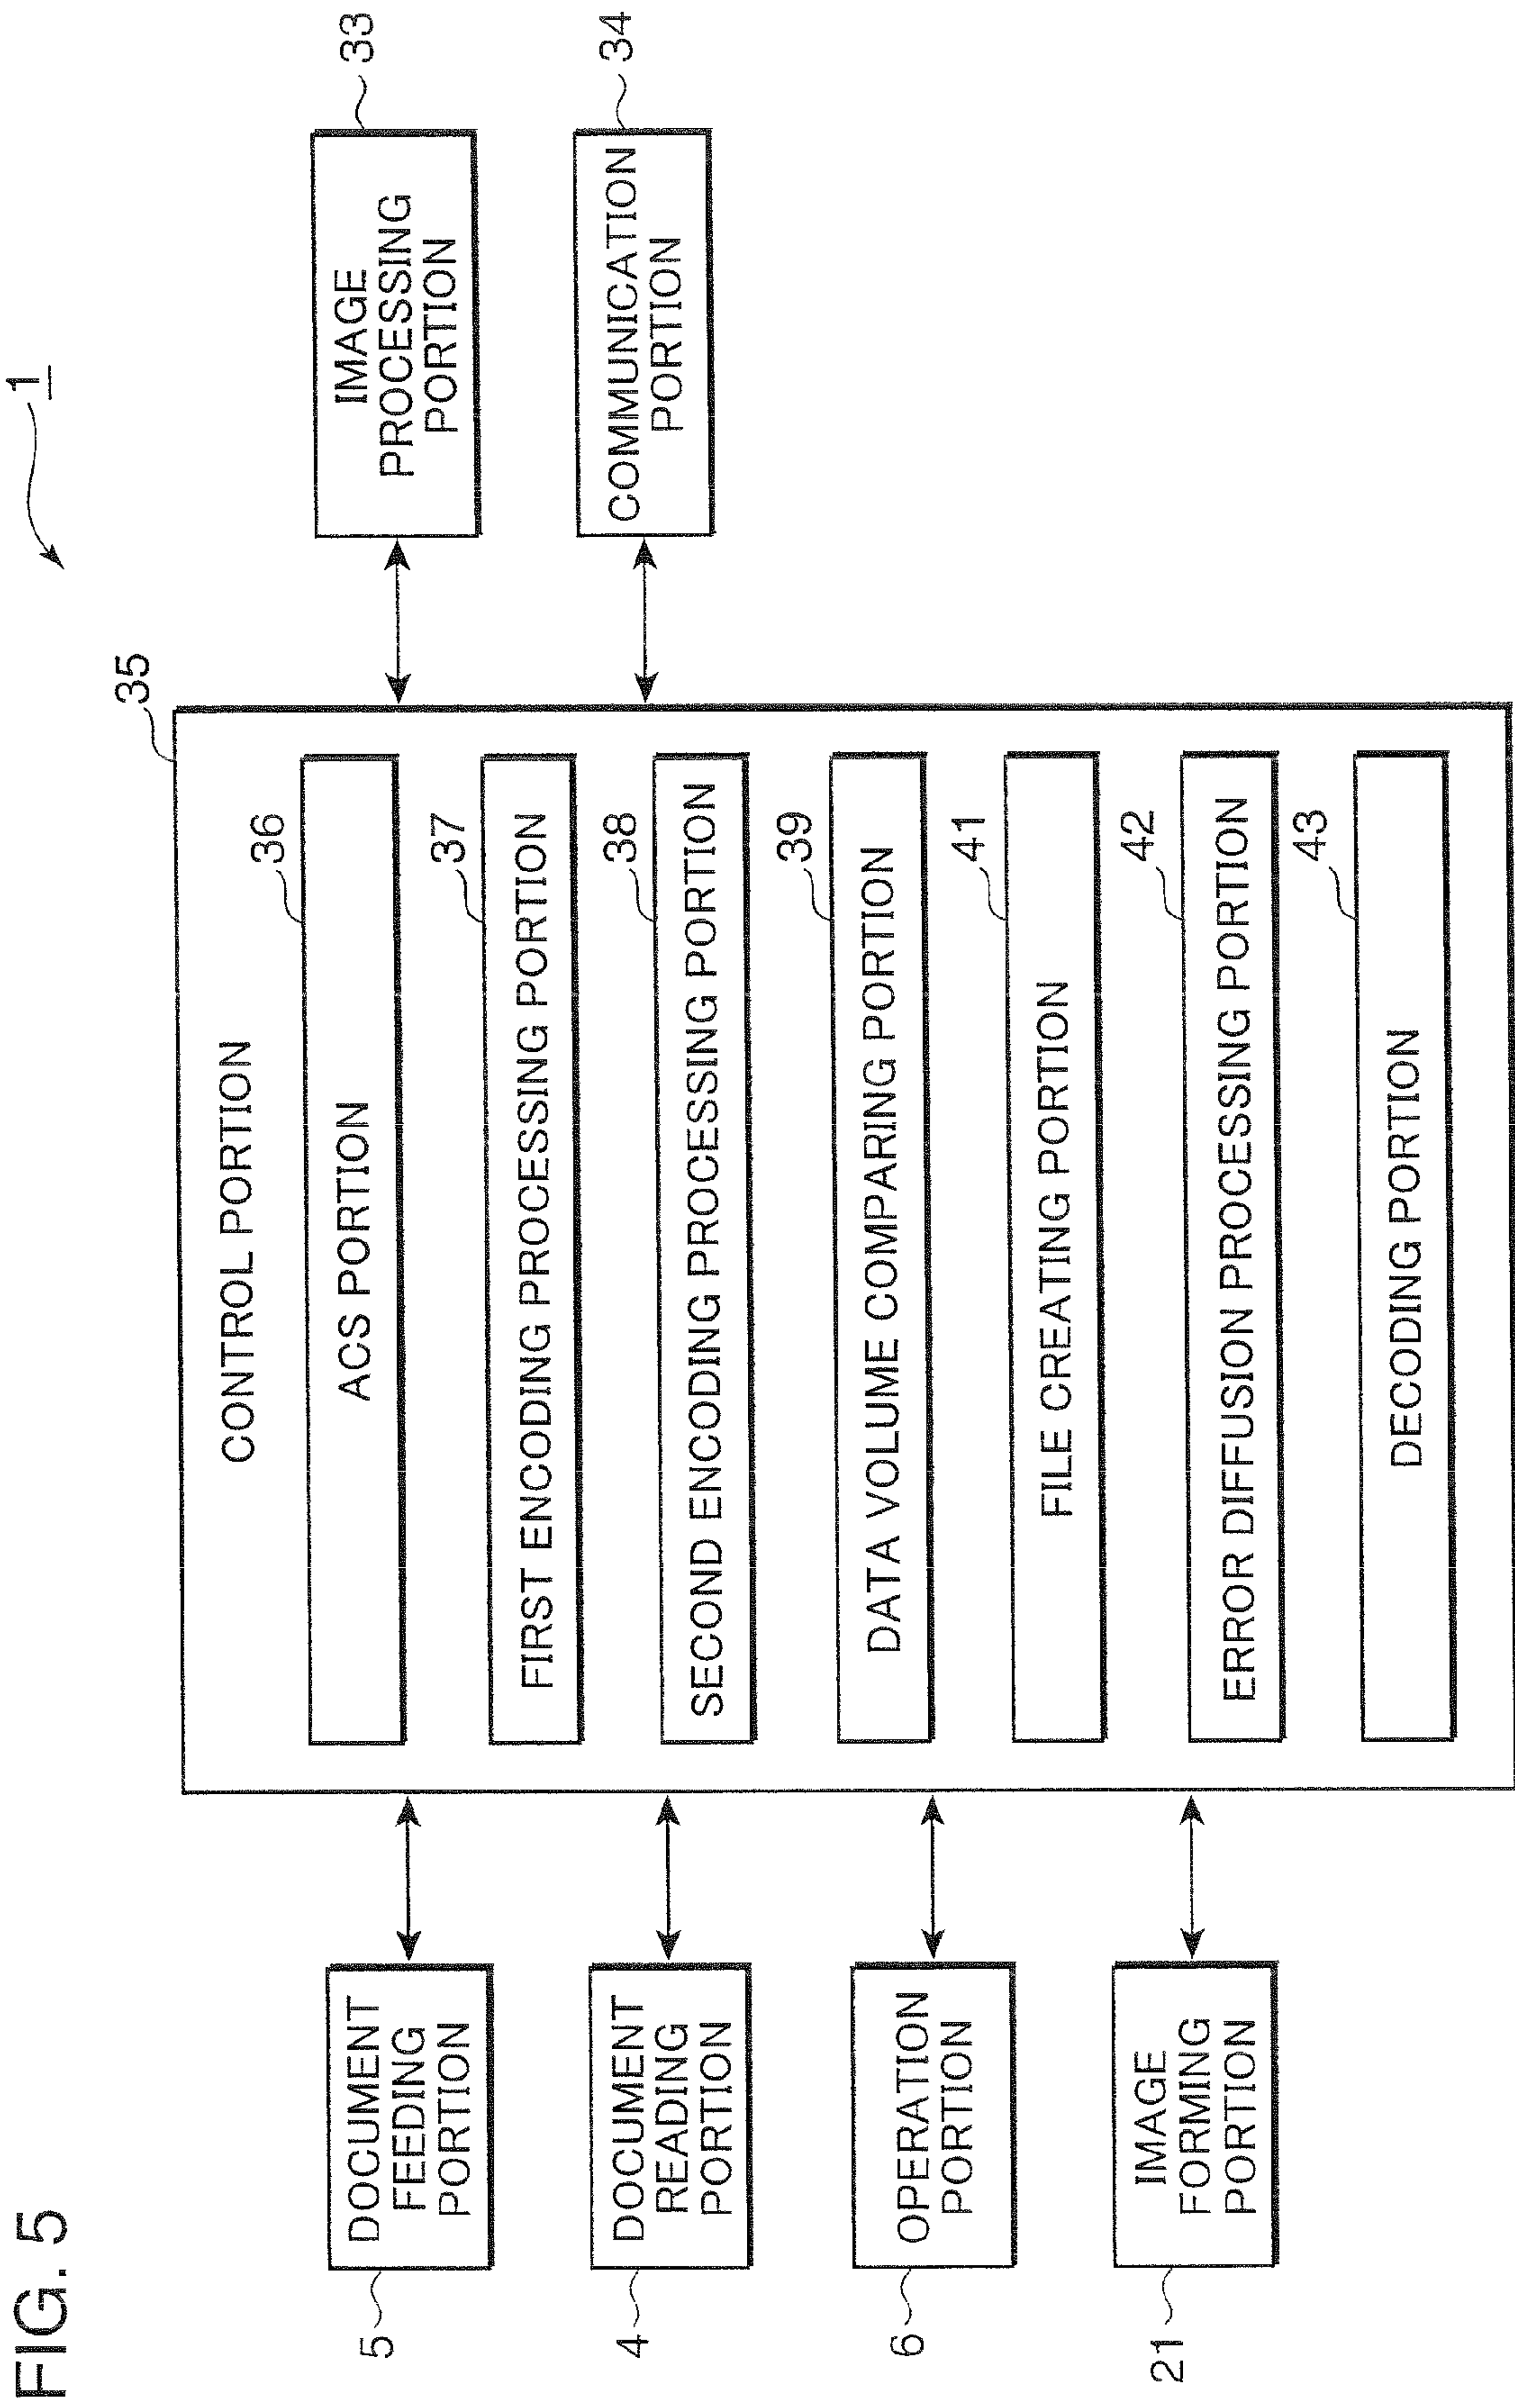 FIG. 5
1
35
CONTROL PORTION
36
ACS PORTION
37
FIRST ENCODING PROCESSING PORTION
38
SECOND ENCODING PROCESSING PORTION
39
DATA VOLUME COMPARING PORTION
41
FILE CREATING PORTION
42
ERROR DIFFUSION PROCESSING PORTION
43
DECODING PORTION
5
DOCUMENT
FEEDING
PORTION
4
DOCUMENT
READING
PORTION
6
OPERATION
PORTION
21
IMAGE
FORMING
PORTION
33
IMAGE
PROCESSING
PORTION
34
COMMUNICATION
PORTION